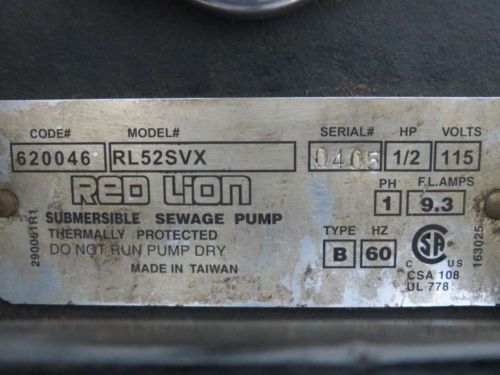 CODE# MODEL# SERIAL# HP VOLTS
620046 RL52SVX 0405 1/2 115
RED LION
PH F.L.AMPS
1 9.3
SUBMERSIBLE SEWAGE PUMP
THERMALLY PROTECTED
DO NOT RUN PUMP DRY
MADE IN TAIWAN
TYPE HZ
B 60
SA
C US
CSA 108
UL 778
290061R1
163025